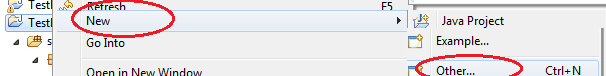 Testl
Refresh F5
Testl
New
Java Project
s
Go Into
Example...
Open in New Window
Other... Ctrl+N